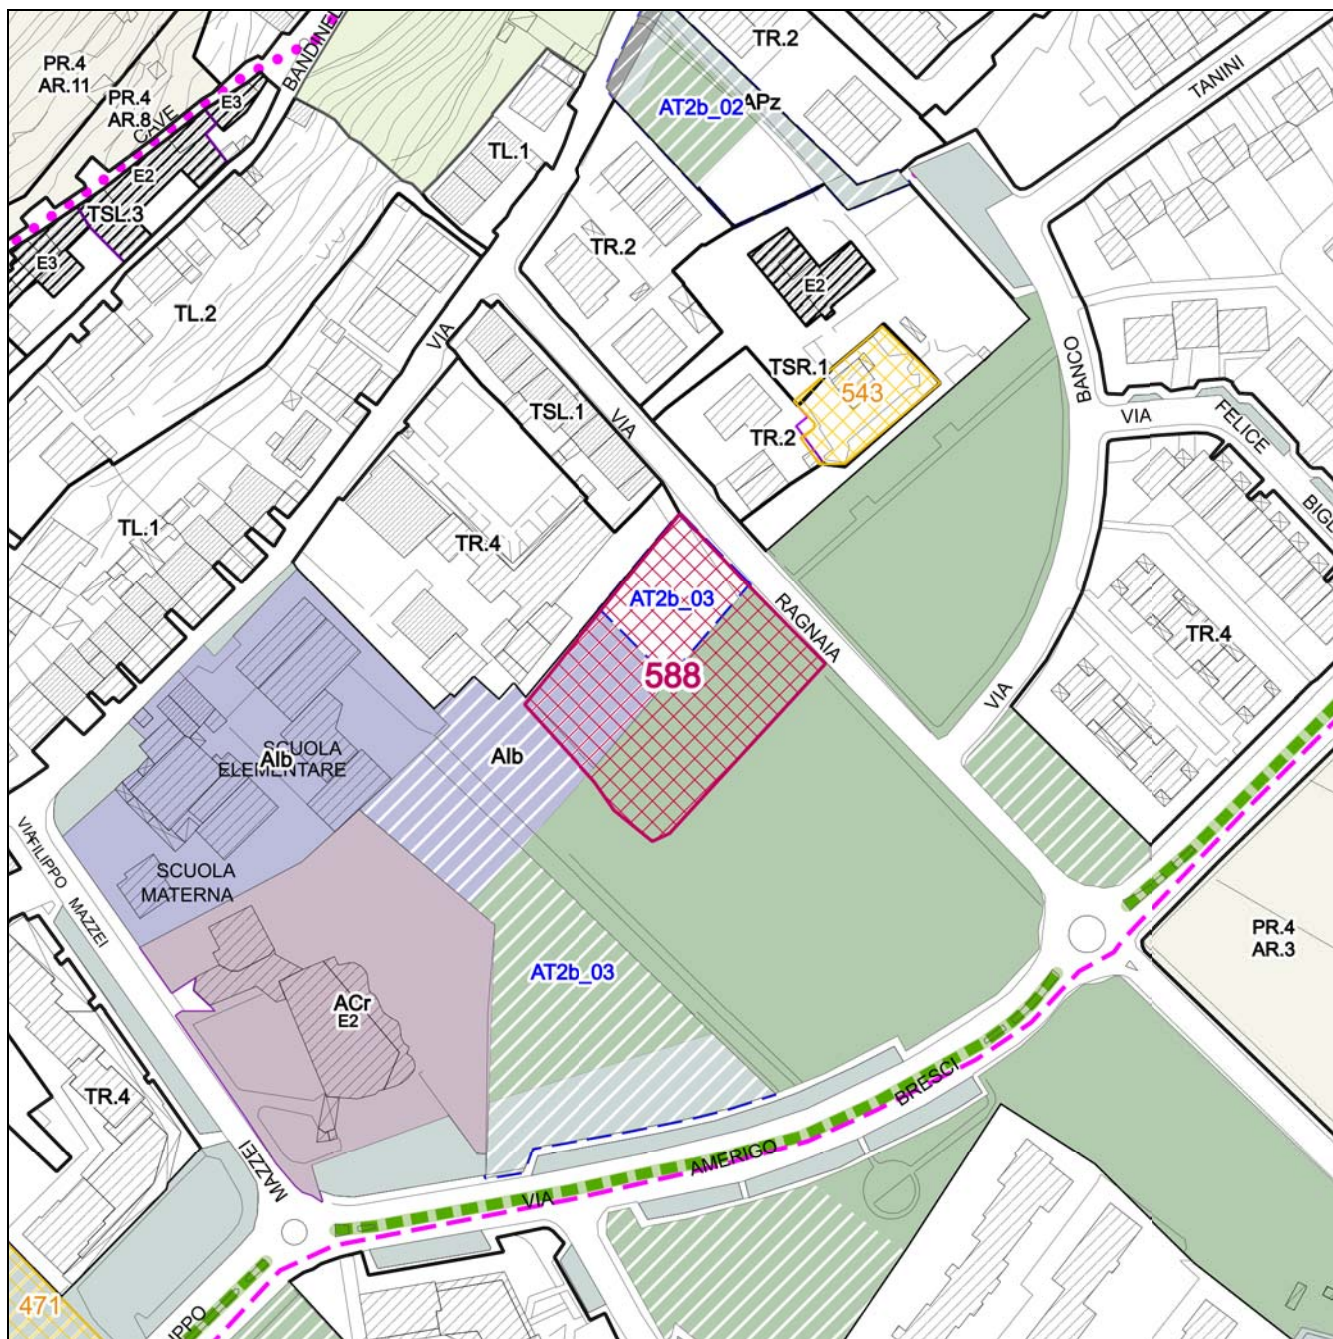 PR.4
AR.11
PR.4
AR.8
CAVE
E3
E2
TSL.3
E3
BANDINEL
TL.1
TR.2
AT2b_02
APz
TANINI
TR.2
TL.2
VIA
E2
TSR.1
543
TR.2
BANCO
VIA
FELICE
BIGL
TSL.1
VIA
TL.1
TR.4
AT2b_03
RAGNAIA
588
TR.4
VIA
AIb
SCUOLA
ELEMENTARE
AIb
SCUOLA
MATERNA
VIA
FILIPPO
MAZZEI
AT2b_03
ACr
E2
PR.4
AR.3
TR.4
MAZZEI
VIA
AMERIGO
BRESCI
471
IPPO